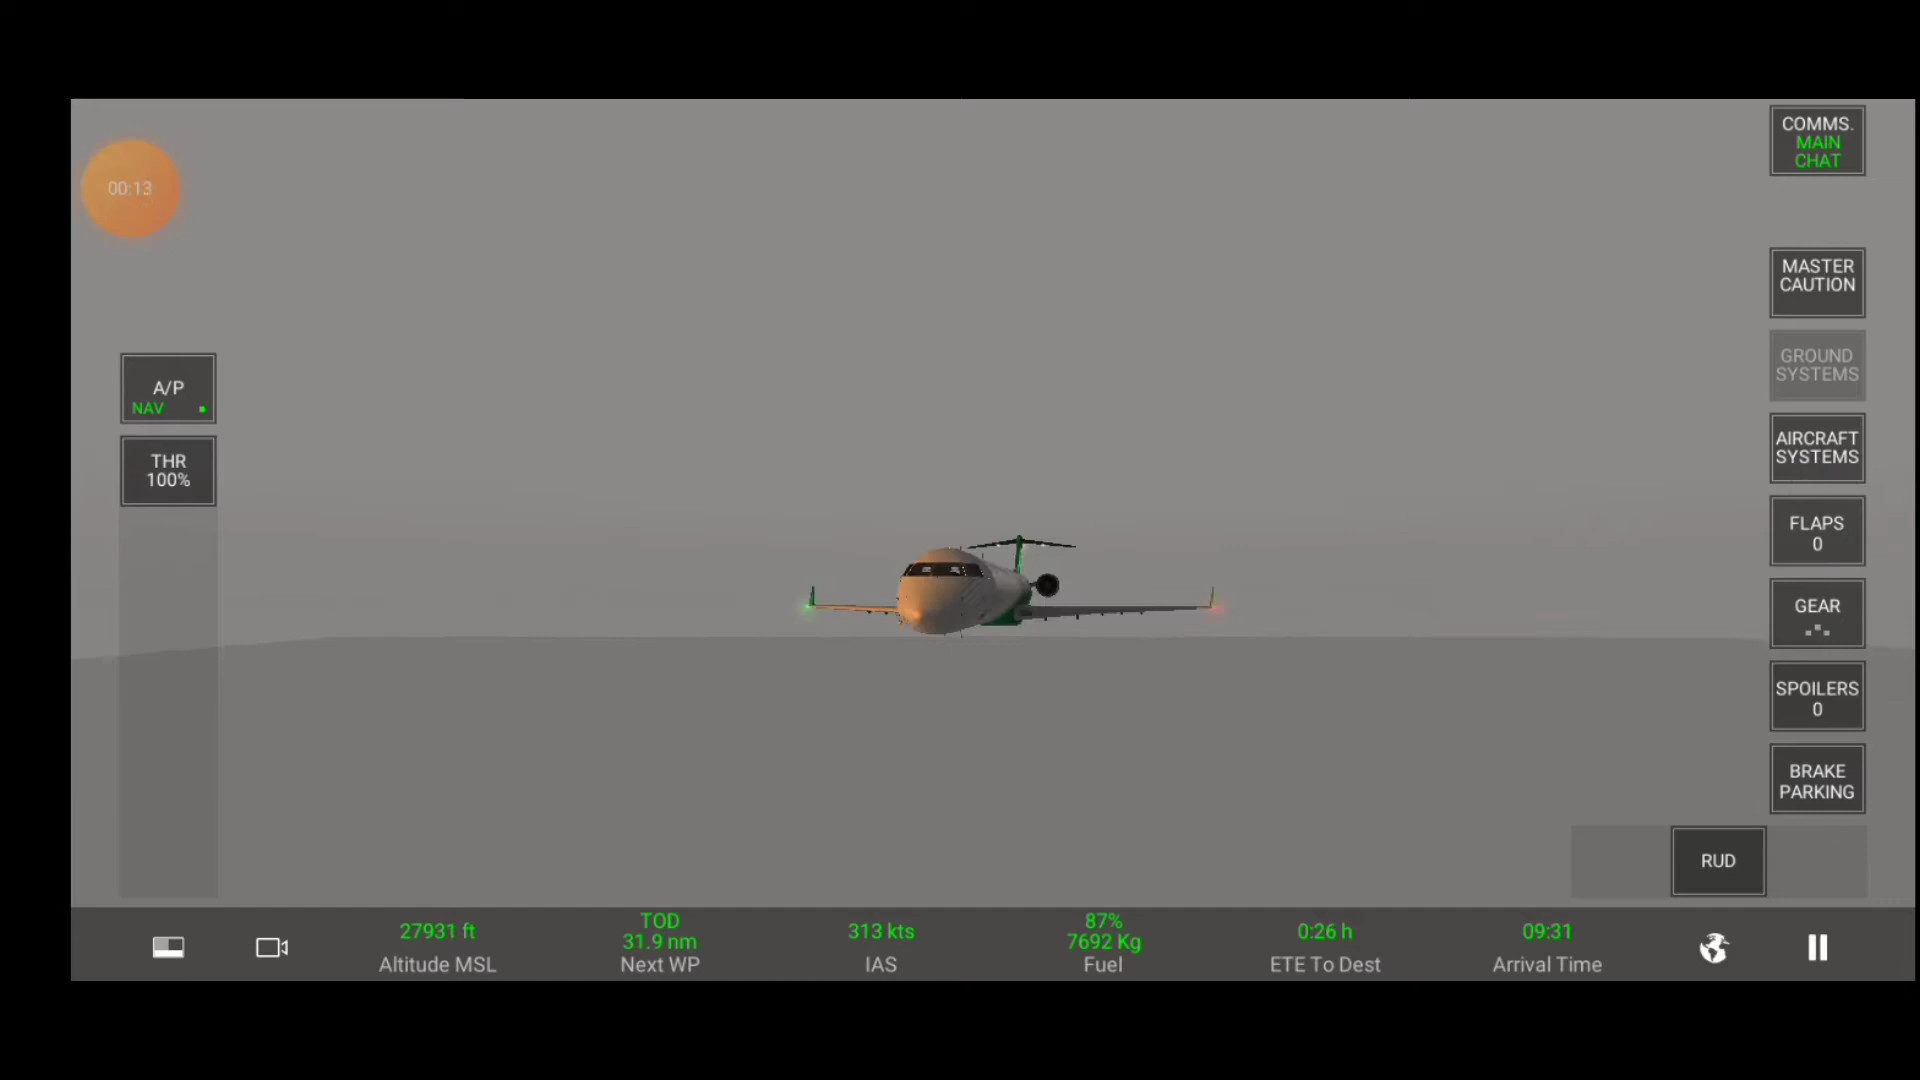 COMMS.
MAIN
CHAT
00:13
MASTER
CAUTION
GROUND
SYSTEMS
A/P
NAV
AIRCRAFT
SYSTEMS
THR
100%
FLAPS
0
GEAR
SPOILERS
0
BRAKE
PARKING
RUD
27931 ft
Altitude MSL
TOD
31.9 nm
Next WP
313 kts
IAS
87%
7692 Kg
Fuel
0:26 h
ETE To Dest
09:31
Arrival Time